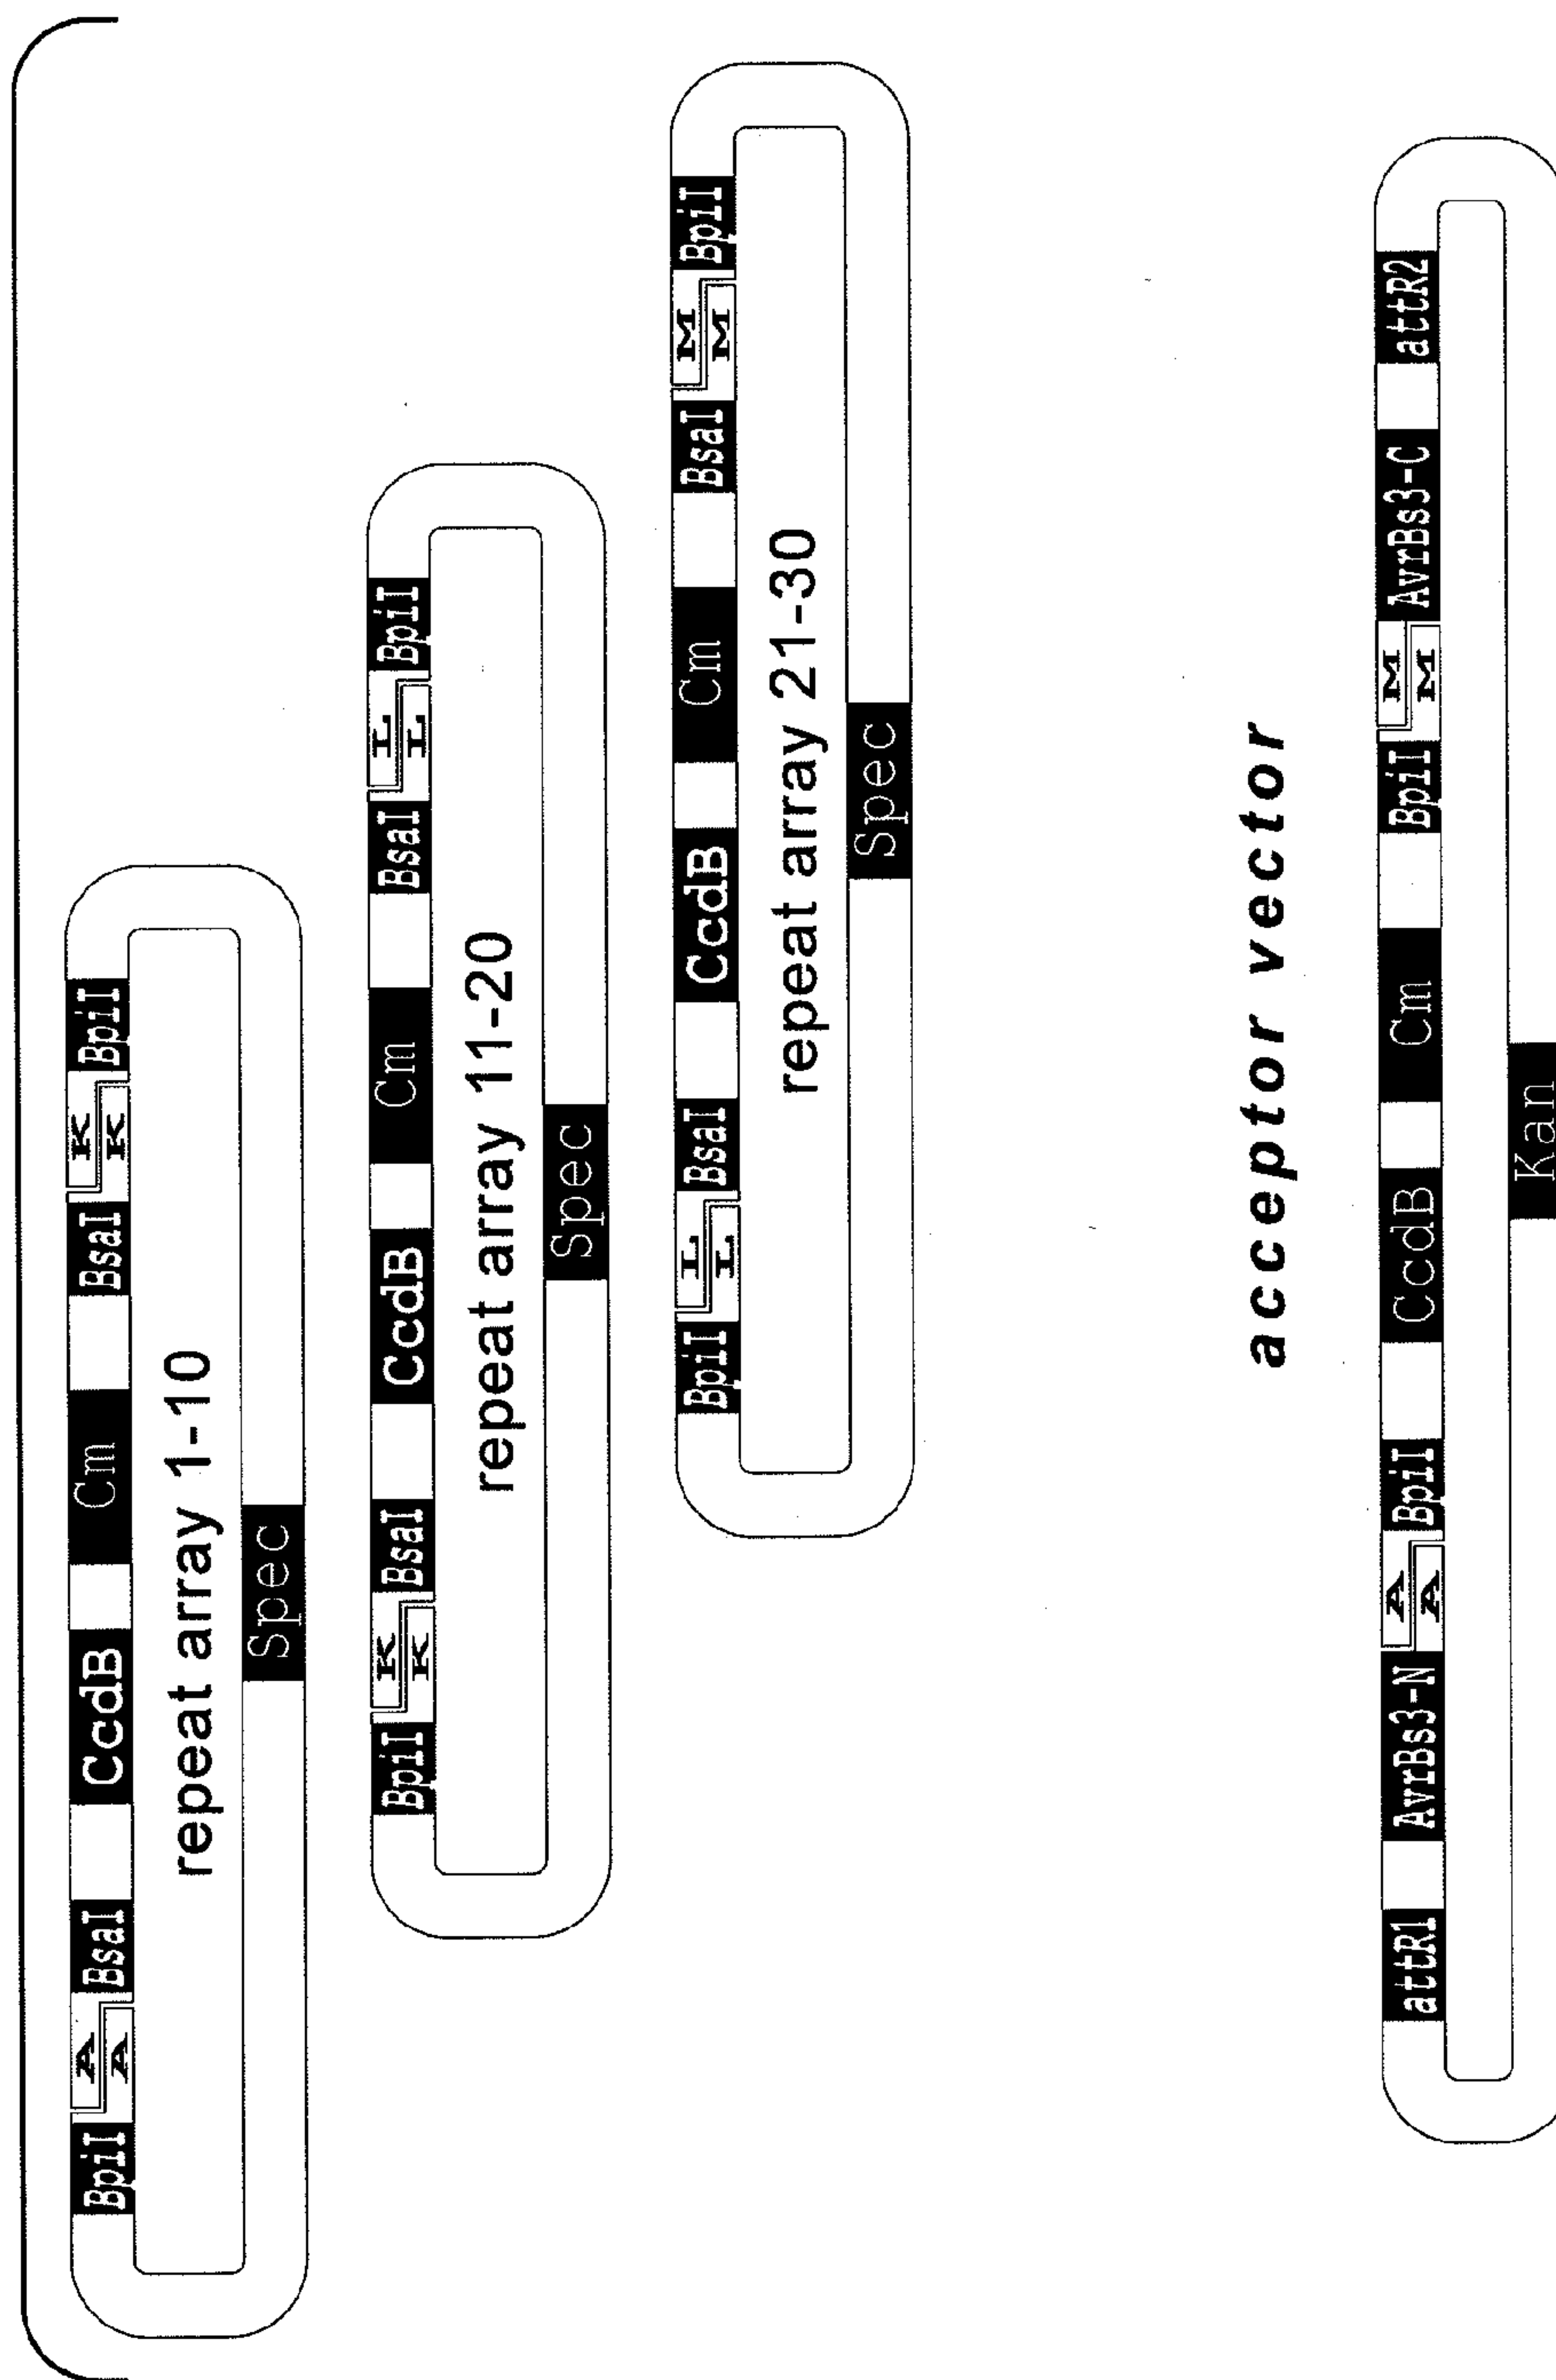 BpiI A BsaI CcdB Cm BsaI K BpiI
A K
repeat array 1-10
Spec
BpiI K BsaI CcdB Cm BsaI L BpiI
K L
repeat array 11-20
Spec
BpiI L BsaI CcdB Cm BsaI M BpiI
L M
repeat array 21-30
Spec
acceptor vector
attR1 AvrBs3-N A BpiI CcdB Cm BpiI M AvrBs3-C attR2
A M
Kan